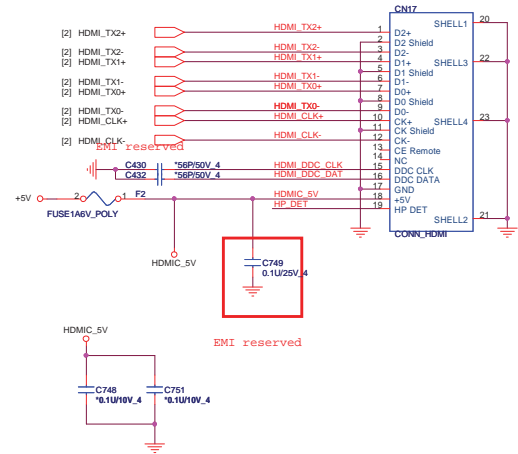 CN17
[2] HDMI_TX2+ HDMI_TX2+ 1 D2+ SHELL1 20
2 D2 Shield
[2] HDMI_TX2- HDMI_TX2- 3 D2-
[2] HDMI_TX1+ HDMI_TX1+ 4 D1+ SHELL3 22
5 D1 Shield
[2] HDMI_TX1- HDMI_TX1- 6 D1-
[2] HDMI_TX0+ HDMI_TX0+ 7 D0+
8 D0 Shield
[2] HDMI_TX0- HDMI_TX0- 9 D0-
[2] HDMI_CLK+ HDMI_CLK+ 10 CK+ SHELL4 23
11 CK Shield
[2] HDMI_CLK- HDMI_CLK- 12 CK-
EMI reserved 13 CE Remote
14 NC
C430 *56P/50V_4 HDMI_DDC_CLK 15 DDC CLK
C432 *56P/50V_4 HDMI_DDC_DAT 16 DDC DATA
17 GND
+5V 2 1 F2 HDMIC_5V 18 +5V
FUSE1A6V_POLY HP_DET 19 HP DET
SHELL2 21
CONN_HDMI
HDMIC_5V
C749
0.1U/25V_4
EMI reserved
HDMIC_5V
C748 C751
*0.1U/10V_4 *0.1U/10V_4